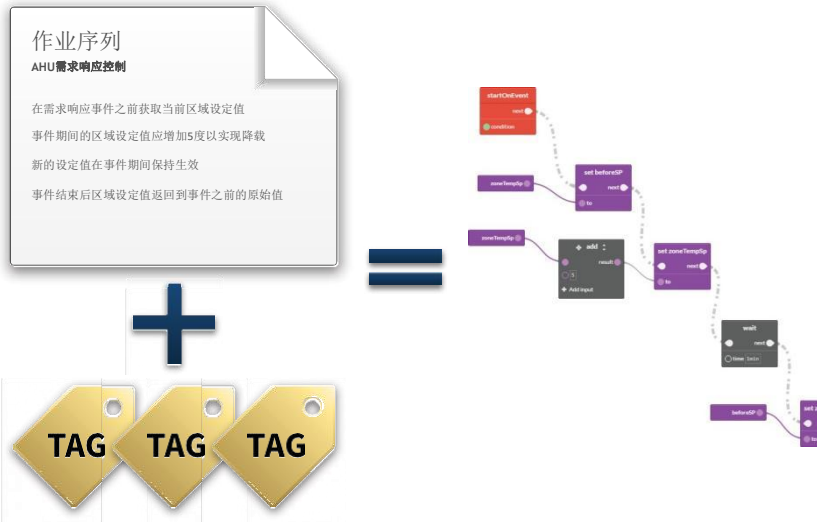 作业序列
AHU需求响应控制
在需求响应事件之前获取当前区域设定值
事件期间的区域设定值应增加5度以实现降载
新的设定值在事件期间保持生效
事件结束后区域设定值返回到事件之前的原始值
TAG TAG TAG
startOnEvent
next
condition
set beforeSP
zoneTempSp
next
to
zoneTempSp
add
result
5
Add input
set zoneTempSp
next
to
wait
next
time 1min
beforeSP
set z
to